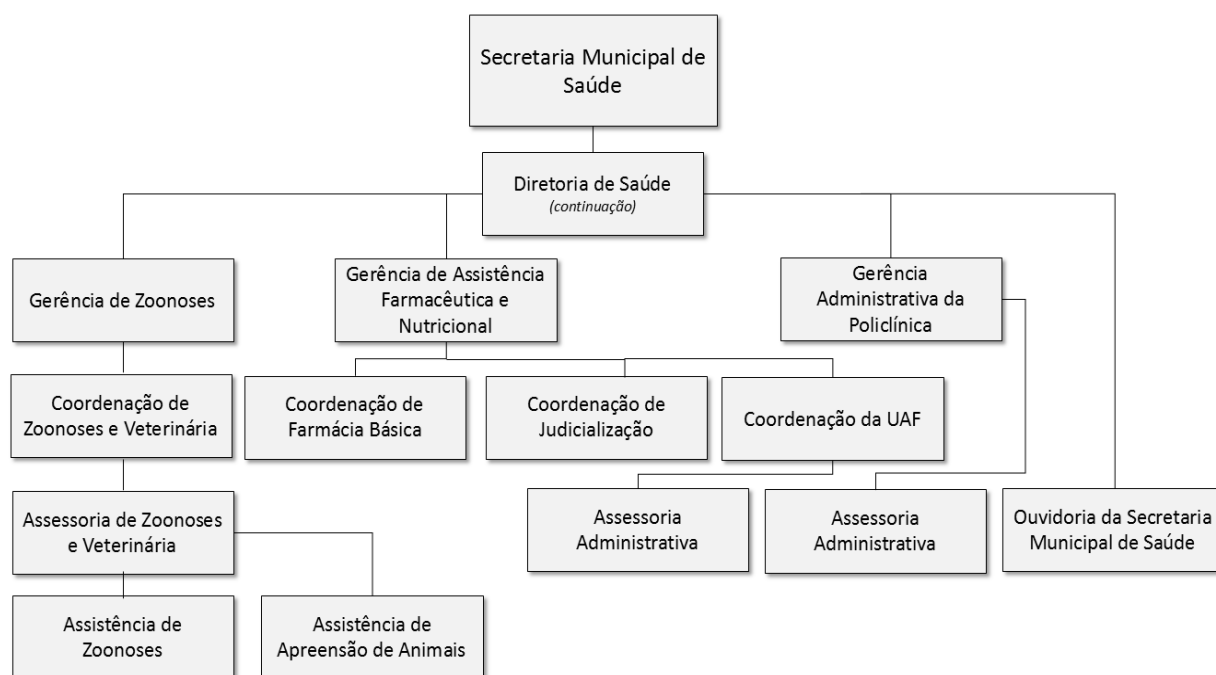 Secretaria Municipal de
Saúde
Diretoria de Saúde
(continuação)
Gerência de Zoonoses
Gerência de Assistência
Farmacêutica e
Nutricional
Gerência
Administrativa da
Policlínica
Coordenação de
Zoonoses e Veterinária
Coordenação de
Farmácia Básica
Coordenação de
Judicialização
Coordenação da UAF
Assessoria de Zoonoses
e Veterinária
Assessoria
Administrativa
Assessoria
Administrativa
Ouvidoria da Secretaria
Municipal de Saúde
Assistência de
Zoonoses
Assistência de
Apreensão de Animais